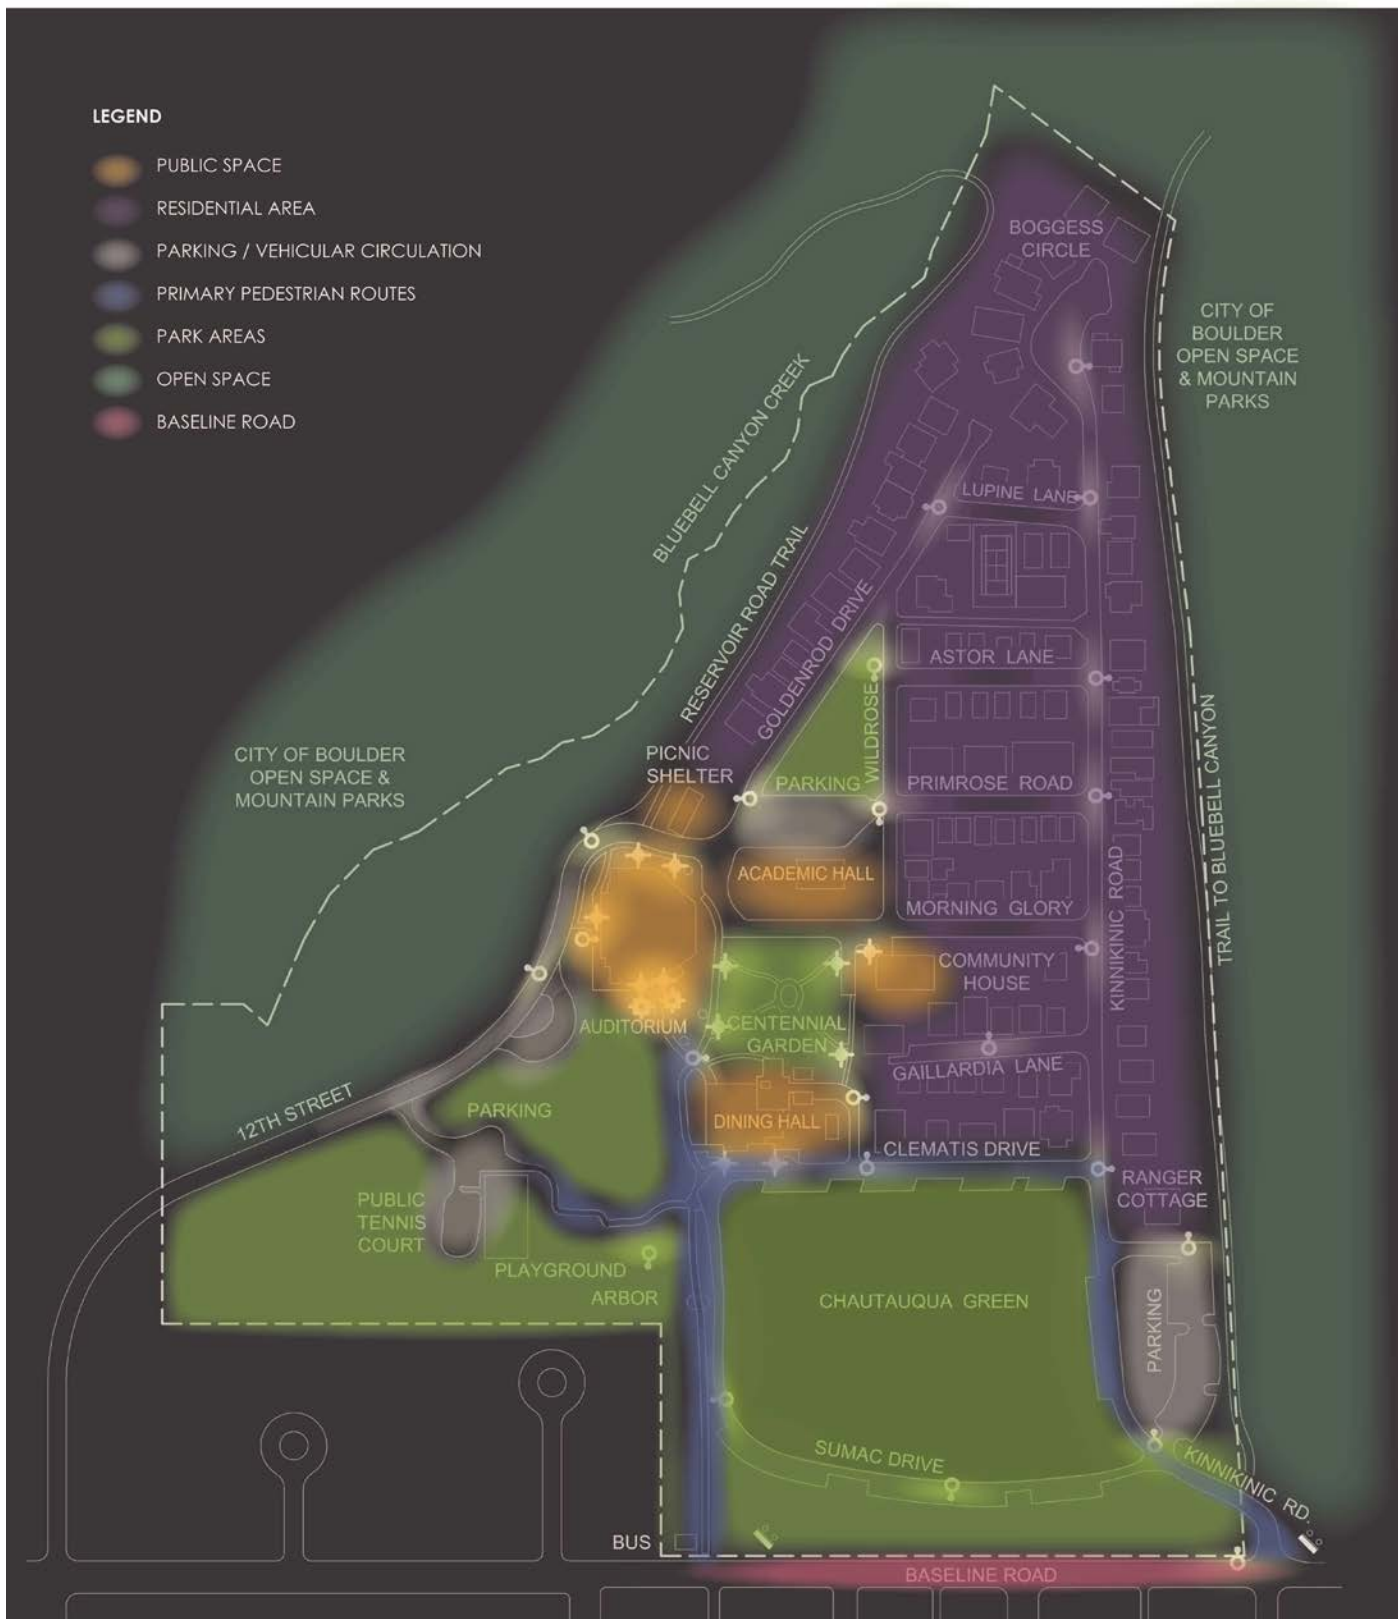 LEGEND
PUBLIC SPACE
RESIDENTIAL AREA
PARKING / VEHICULAR CIRCULATION
PRIMARY PEDESTRIAN ROUTES
PARK AREAS
OPEN SPACE
BASELINE ROAD
BOGGESS
CIRCLE
CITY OF
BOULDER
OPEN SPACE
& MOUNTAIN
PARKS
BLUEBELL CANYON CREEK
LUPINE LANE
RESERVOIR ROAD TRAIL
GOLDENROD DRIVE
ASTOR LANE
WILDROSE
TRAIL TO BLUEBELL CANYON
CITY OF BOULDER
OPEN SPACE &
MOUNTAIN PARKS
PICNIC
SHELTER
PARKING
PRIMROSE ROAD
KINNIKINIC ROAD
ACADEMIC HALL
MORNING GLORY
COMMUNITY
HOUSE
AUDITORIUM
CENTENNIAL
GARDEN
GAILLARDIA LANE
12TH STREET
PARKING
DINING HALL
CLEMATIS DRIVE
RANGER
COTTAGE
PUBLIC
TENNIS
COURT
PLAYGROUND
ARBOR
CHAUTAUQUA GREEN
PARKING
SUMAC DRIVE
KINNIKINIC RD.
BUS
BASELINE ROAD